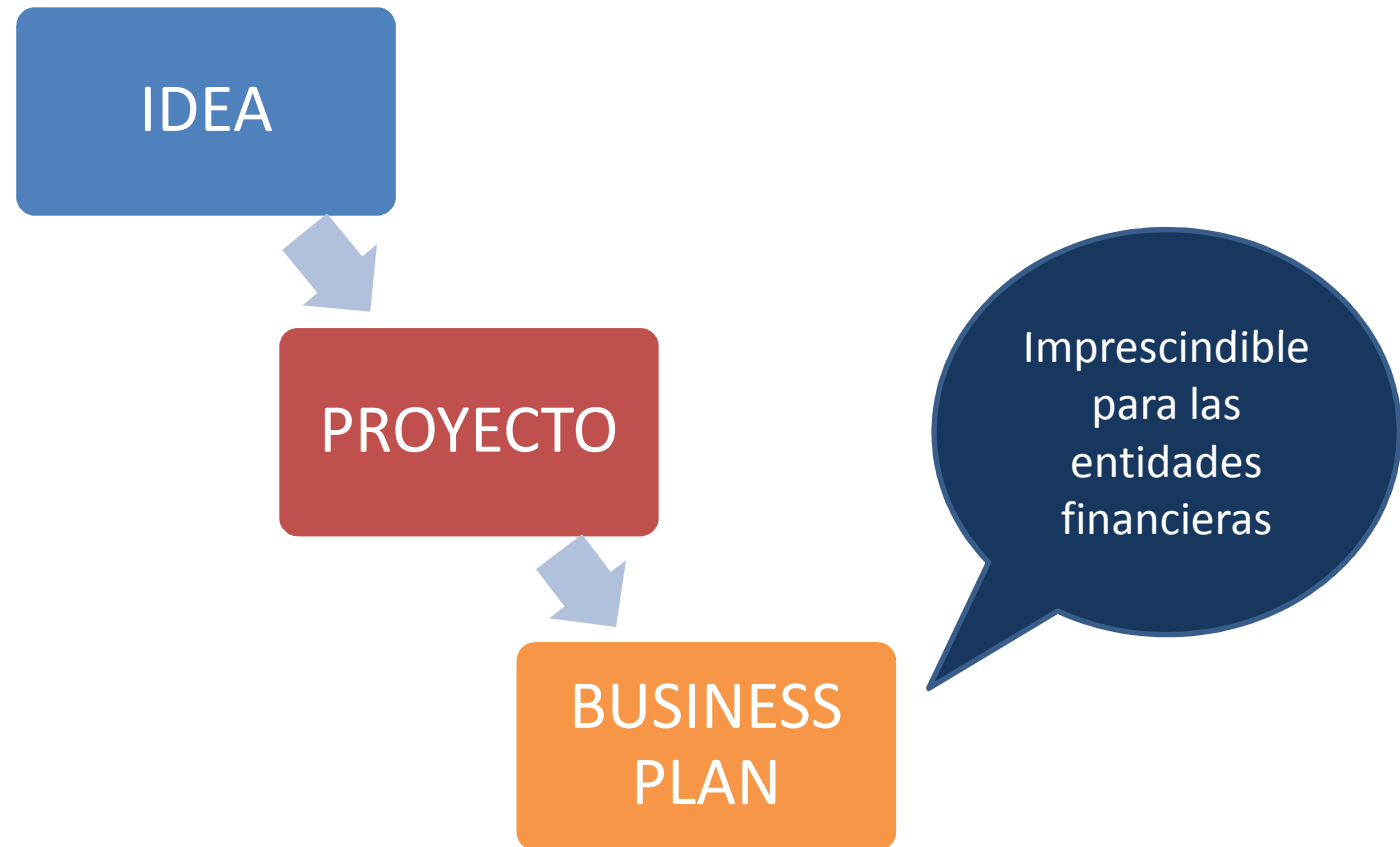 IDEA
PROYECTO
Imprescindible
para las
entidades
financieras
BUSINESS
PLAN